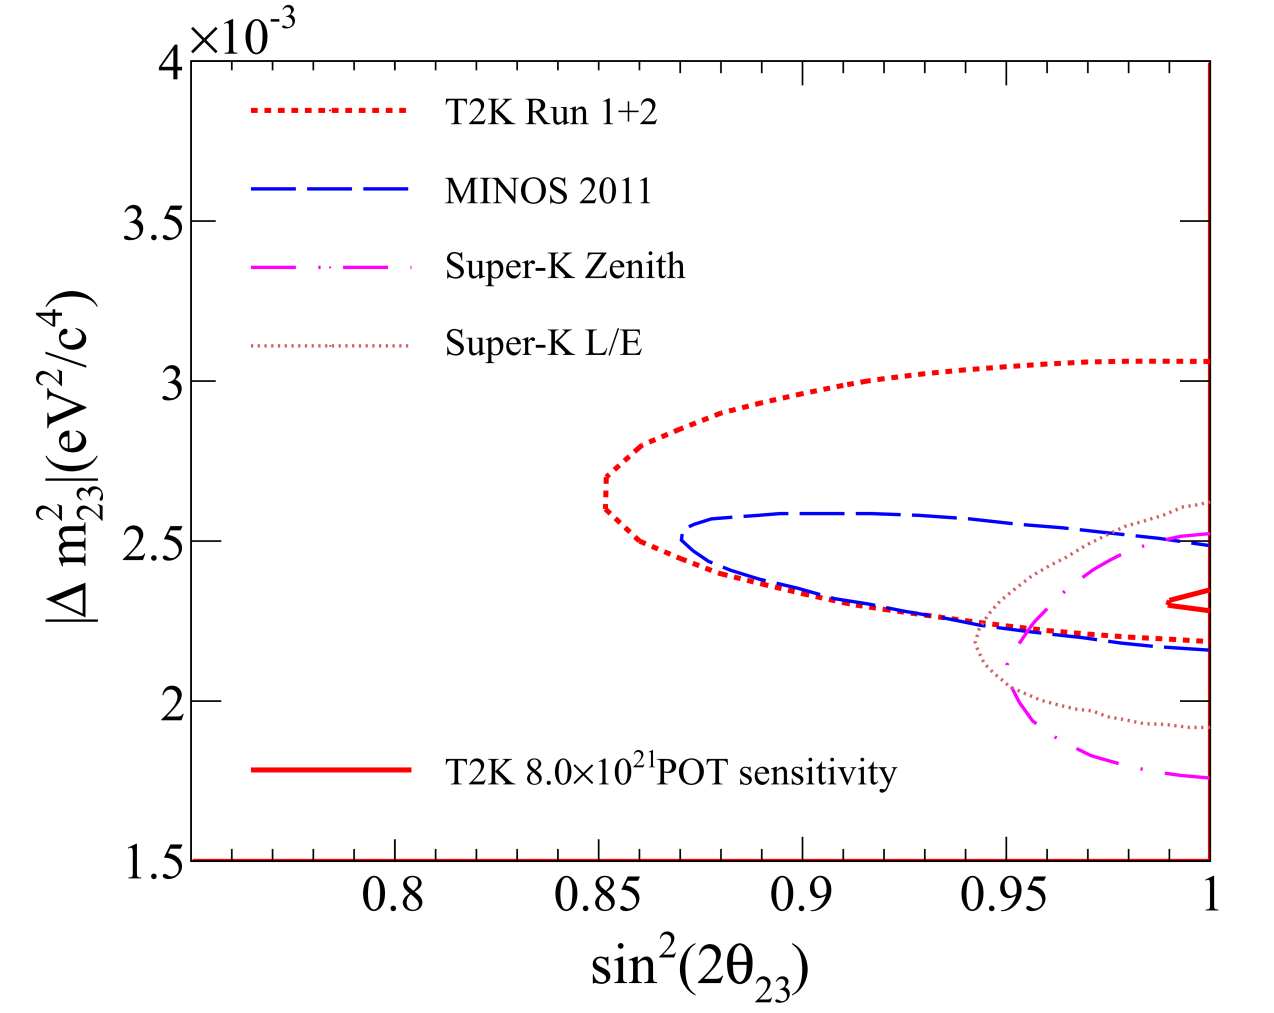 ×10⁻³
4
T2K Run 1+2
MINOS 2011
3.5
Super-K Zenith
Super-K L/E
3
|Δ m²₂₃|(eV²/c⁴)
2.5
2
T2K 8.0×10²¹POT sensitivity
1.5
0.8 0.85 0.9 0.95 1
sin²(2θ₂₃)